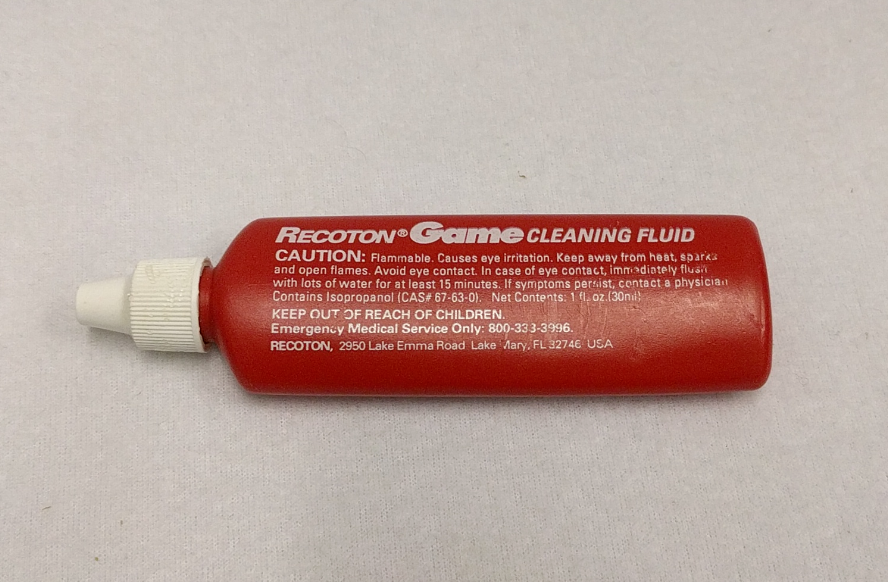 RECOTON® Game CLEANING FLUID
CAUTION: Flammable. Causes eye irritation. Keep away from heat, sparks
and open flames. Avoid eye contact. In case of eye contact, immediately flush
with lots of water for at least 15 minutes. If symptoms persist, contact a physician
Contains Isopropanol (CAS# 67-63-0). Net Contents: 1 fl. oz. (30ml)
KEEP OUT OF REACH OF CHILDREN.
Emergency Medical Service Only: 800-333-3996.
RECOTON, 2950 Lake Emma Road Lake Mary, FL 32746 USA